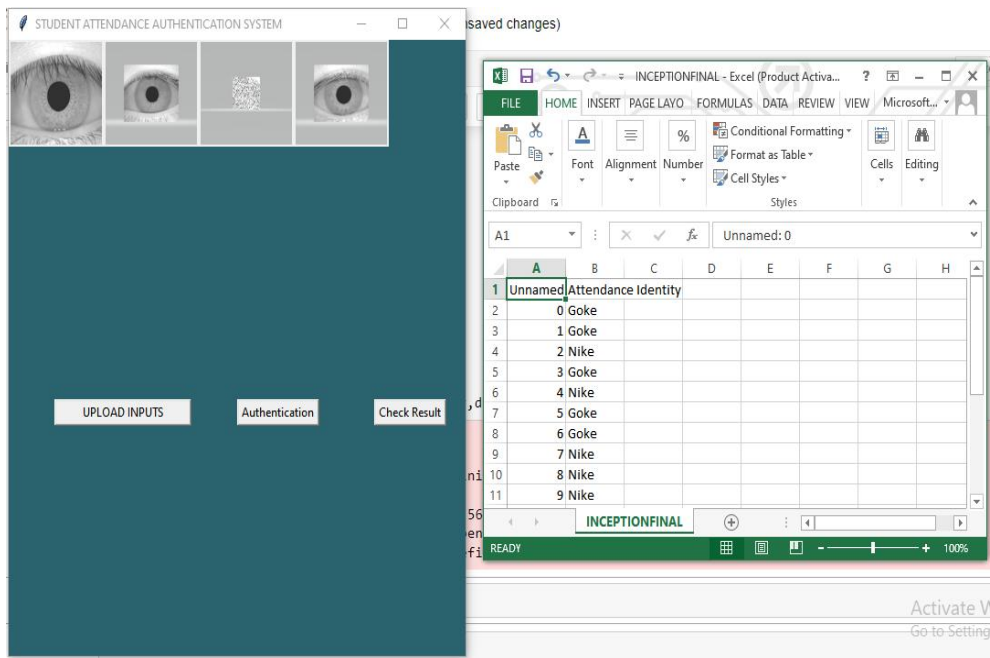 STUDENT ATTENDANCE AUTHENTICATION SYSTEM
UPLOAD INPUTS
Authentication
Check Result
saved changes)
,d
ni
56
INCEPTIONFINAL - Excel (Product Activa...
FILE HOME INSERT PAGE LAYO FORMULAS DATA REVIEW VIEW Microsoft...
Paste
Font
Alignment
Number
Conditional Formatting
Format as Table
Cell Styles
Cells
Editing
Clipboard
Styles
A1
fx
Unnamed: 0
A B C D E F G H
1 Unnamed Attendance Identity
2 0 Goke
3 1 Goke
4 2 Nike
5 3 Goke
6 4 Nike
7 5 Goke
8 6 Goke
9 7 Nike
10 8 Nike
11 9 Nike
INCEPTIONFINAL
READY
100%
Activate W
Go to Setting